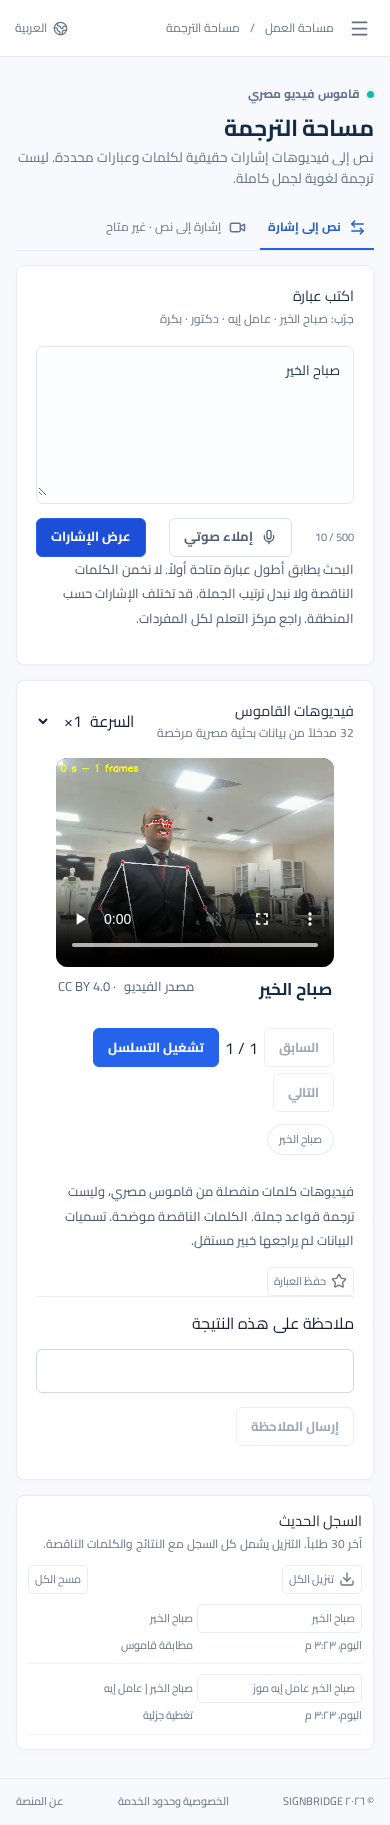 مساحة العمل / مساحة الترجمة
العربية
قاموس فيديو مصري
مساحة الترجمة
نص إلى فيديوهات إشارات حقيقية لكلمات وعبارات محددة. ليست
ترجمة لغوية لجمل كاملة.
نص إلى إشارة
إشارة إلى نص · غير متاح
اكتب عبارة
جرّب: صباح الخير · عامل إيه · دكتور · بكرة
صباح الخير
10 / 500
إملاء صوتي
عرض الإشارات
البحث يطابق أطول عبارة متاحة أولاً. لا نخمن الكلمات
الناقصة ولا نبدل ترتيب الجملة. قد تختلف الإشارات حسب
المنطقة. راجع مركز التعلم لكل المفردات.
فيديوهات القاموس
32 مدخلاً من بيانات بحثية مصرية مرخصة
السرعة
1×
0 s – 1 frames
0:00
صباح الخير
مصدر الفيديو · CC BY 4.0
السابق
1 / 1
تشغيل التسلسل
التالي
صباح الخير
فيديوهات كلمات منفصلة من قاموس مصري، وليست
ترجمة قواعد جملة. الكلمات الناقصة موضحة. تسميات
البيانات لم يراجعها خبير مستقل.
حفظ العبارة
ملاحظة على هذه النتيجة
إرسال الملاحظة
السجل الحديث
آخر 30 طلباً. التنزيل يشمل كل السجل مع النتائج والكلمات الناقصة.
تنزيل الكل
مسح الكل
صباح الخير
صباح الخير
اليوم، ٣:٢٣ م
مطابقة قاموس
صباح الخير عامل إيه موز
صباح الخير | عامل إيه
اليوم، ٣:٢٣ م
تغطية جزئية
© ٢٠٢٦ SIGNBRIDGE
الخصوصية وحدود الخدمة
عن المنصة